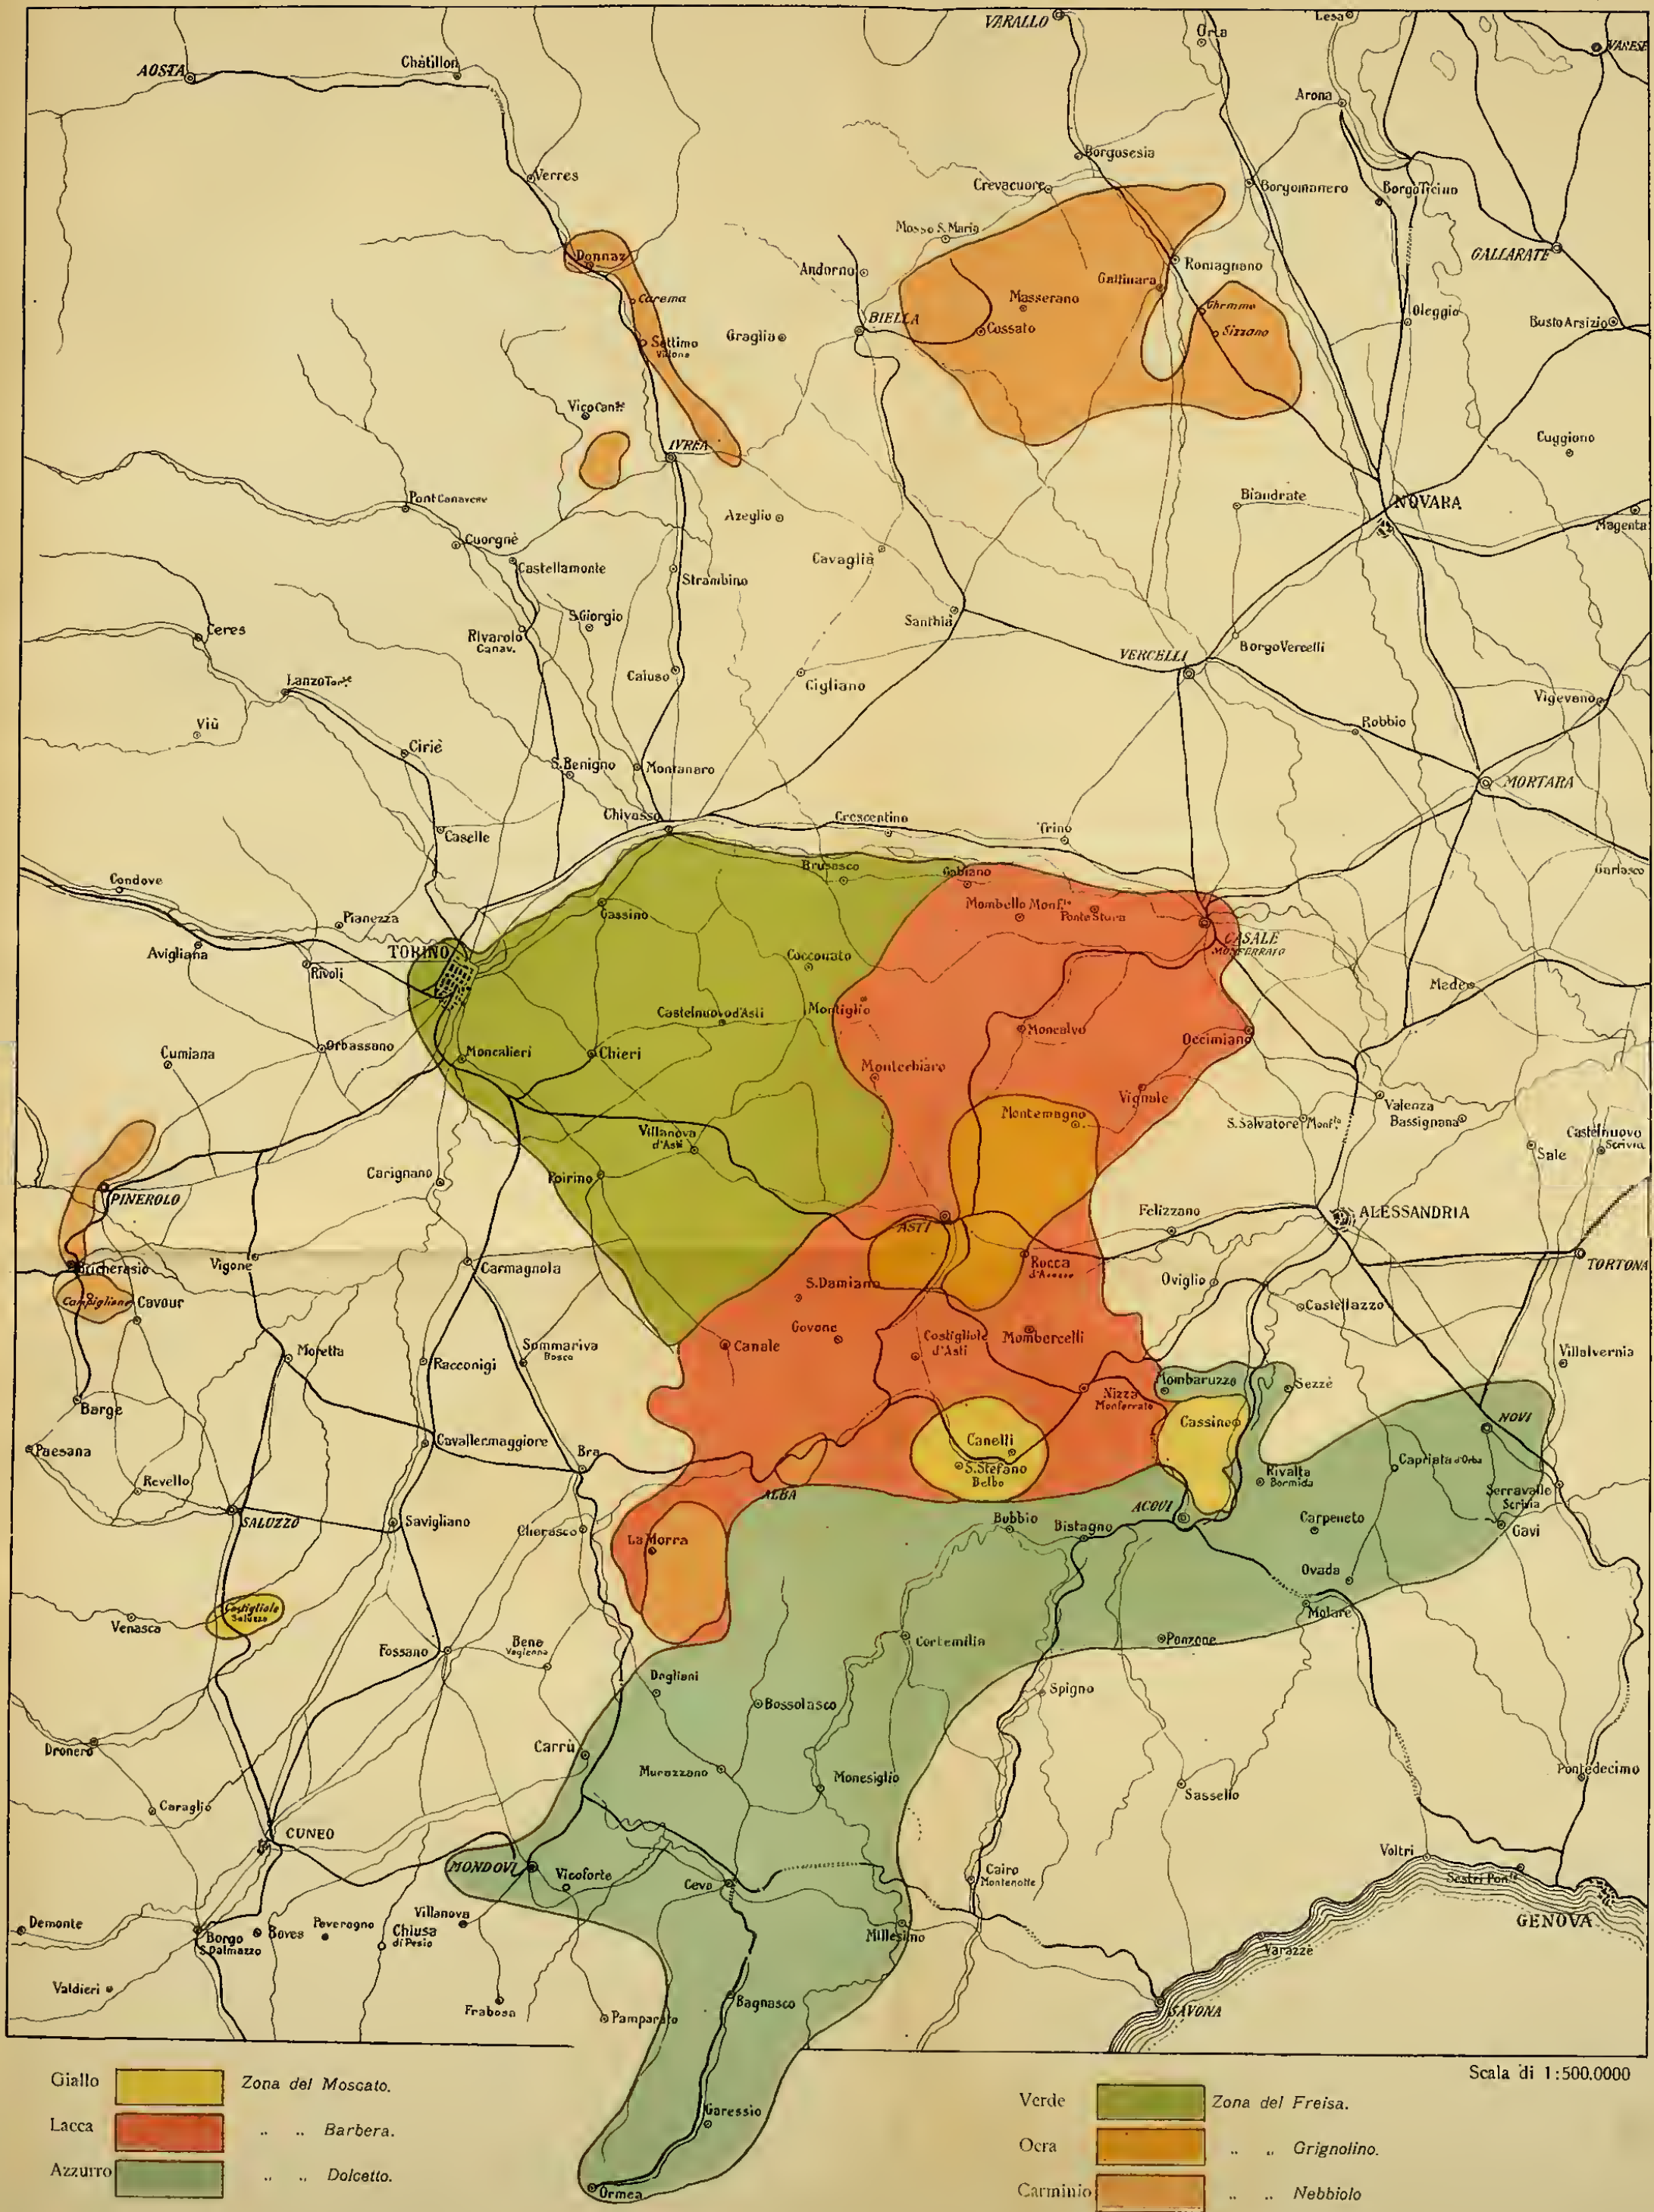 VARALLO
Orta
Lesa
VARESE
AOSTA
Châtillon
Arona
Borgosesia
Verres
Crevacuore
Borgomanero
BorgoTicino
Mosso S. Maria
GALLARATE
Donnaz
Andorno
Romagnano
Gattinara
Carema
Masserano
Ghemme
BIELLA
Oleggio
Cossato
Sizzano
Busto Arsizio
Graglia
Settimo
Vittone
Vico Can.se
Cuggiono
IVREA
Pont Canavese
Biandrate
NOVARA
Azeglio
Magenta
Cuorgnè
Cavaglià
Castellamonte
Strambino
S.Giorgio
Santhià
Ceres
Rivarolo
Canav.
BorgoVercelli
VERCELLI
Caluso
Cigliano
Lanzo Tor.se
Vigevano
Viù
Robbio
Ciriè
S.Benigno
Montanaro
MORTARA
Chivasso
Crescentino
Trino
Caselle
Brusasco
Gabiano
Garlasco
Condove
Mombello Monf.to
Ponte Stura
Gassino
Pianezza
CASALE
MONFERRATO
TORINO
Avigliana
Cocconato
Rivoli
Mede
Castelnuovo d'Asti
Montiglio
Moncalvo
Occimiano
Orbassano
Moncalieri
Chieri
Cumiana
Montechiaro
Vignale
Montemagno
Valenza
S.Salvatore Monf.to
Bassignana
Villanova
d'Asti
Castelnuovo
Scrivia
Sale
Carignano
Poirino
PINEROLO
Felizzano
ALESSANDRIA
ASTI
Bricherasio
Vigone
Carmagnola
Rocca
d'Arazzo
TORTONA
S.Damiano
Oviglio
Campiglione
Cavour
Castellazzo
Govone
Costigliole
d'Asti
Mombercelli
Canale
Moretta
Sommariva
Bosco
Racconigi
Villalvernia
Mombaruzzo
Sezzè
Nizza
Monferrato
Barge
Cassine
NOVI
Canelli
Cavallermaggiore
Paesana
Bra
S.Stefano
Belbo
Capriata d'Orba
Revello
Rivalta
Bormida
ALBA
Serravalle
Scrivia
ACQUI
SALUZZO
Savigliano
Cherasco
Bubbio
Bistagno
Carpeneto
Gavi
La Morra
Ovada
Costigliole
Saluzzo
Molare
Venasca
Fossano
Bene
Vagienna
Cortemilia
Ponzone
Dogliani
Spigno
Bossolasco
Dronero
Carrù
Murazzano
Monesiglio
Pontedecimo
Sassello
Caraglio
CUNEO
Voltri
MONDOVI
Vicoforte
Cairo
Montenotte
Sestri Pon.te
Ceva
Demonte
Villanova
GENOVA
Borgo
S.Dalmazzo
Boves
Peveragno
Chiusa
di Pesio
Millesimo
Varazze
Valdieri
Frabosa
Bagnasco
SAVONA
Pamparato
Scala di 1:500.0000
Giallo Zona del Moscato.
Lacca " " Barbera.
Azzurro " " Dolcetto.
Garessio
Ormea
Verde Zona del Freisa.
Ocra " " Grignolino.
Carminio " " Nebbiolo